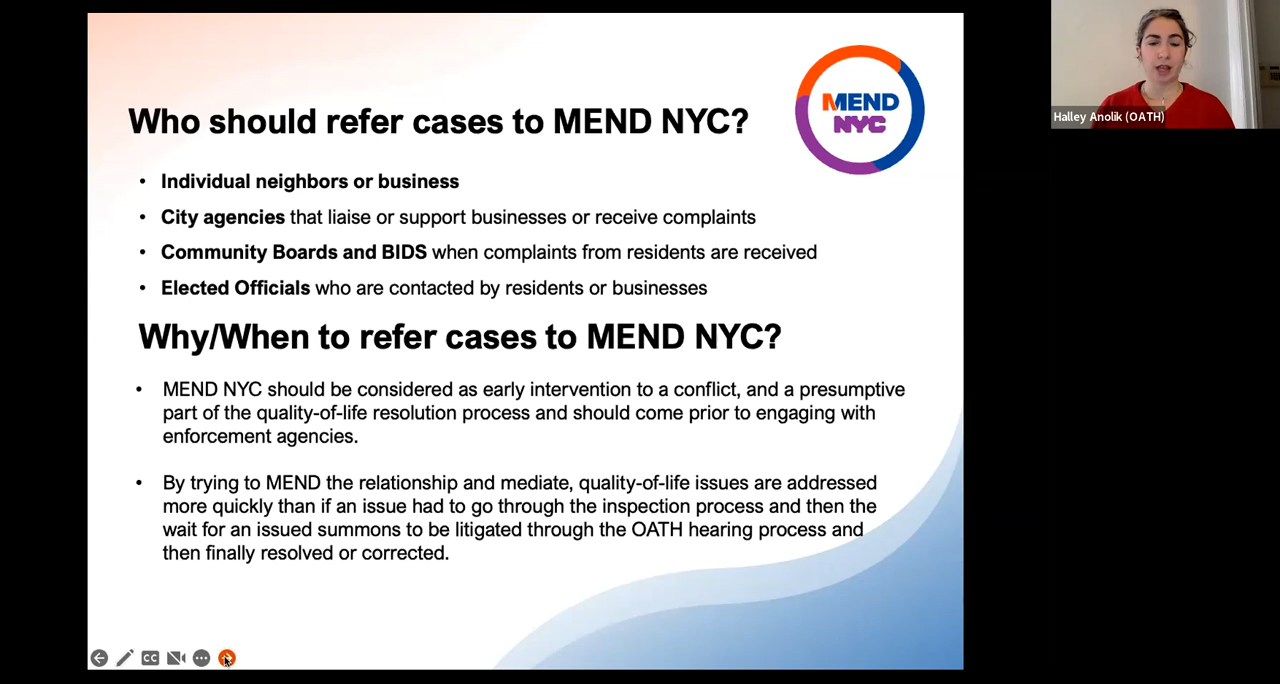 Who should refer cases to MEND NYC?
MEND
NYC
• Individual neighbors or business
• City agencies that liaise or support businesses or receive complaints
• Community Boards and BIDS when complaints from residents are received
• Elected Officials who are contacted by residents or businesses
Why/When to refer cases to MEND NYC?
• MEND NYC should be considered as early intervention to a conflict, and a presumptive
part of the quality-of-life resolution process and should come prior to engaging with
enforcement agencies.
• By trying to MEND the relationship and mediate, quality-of-life issues are addressed
more quickly than if an issue had to go through the inspection process and then the
wait for an issued summons to be litigated through the OATH hearing process and
then finally resolved or corrected.
CC
Halley Anolik (OATH)